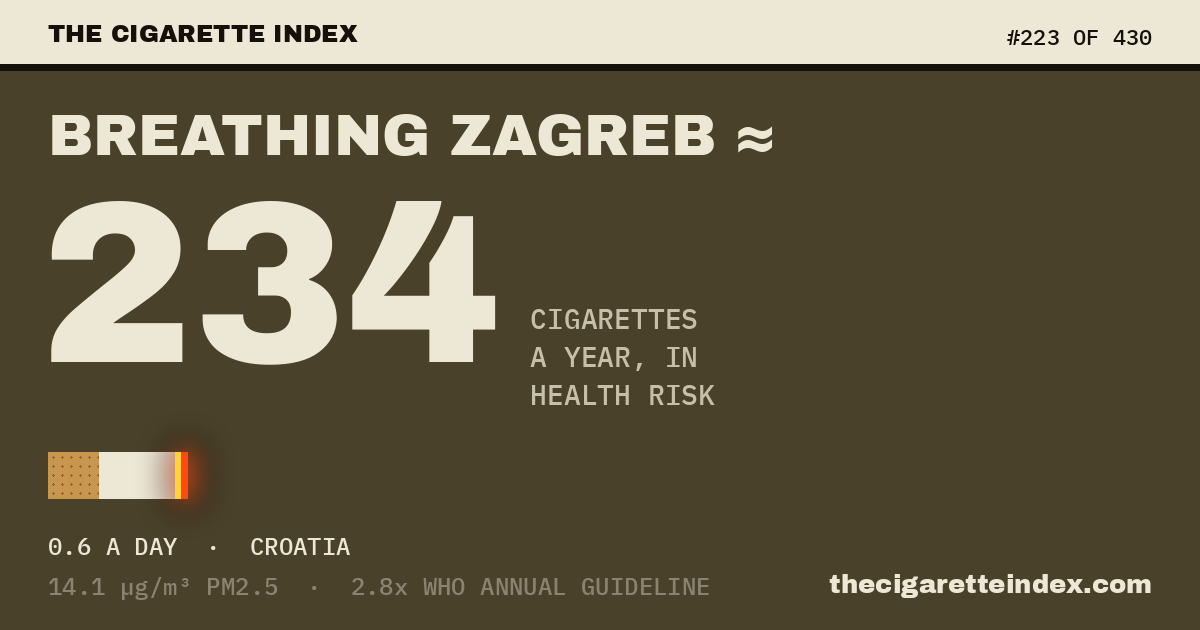 THE CIGARETTE INDEX
#223 OF 430
BREATHING ZAGREB ≈
234
CIGARETTES
A YEAR, IN
HEALTH RISK
0.6 A DAY · CROATIA
14.1 µg/m³ PM2.5 · 2.8x WHO ANNUAL GUIDELINE
thecigaretteindex.com